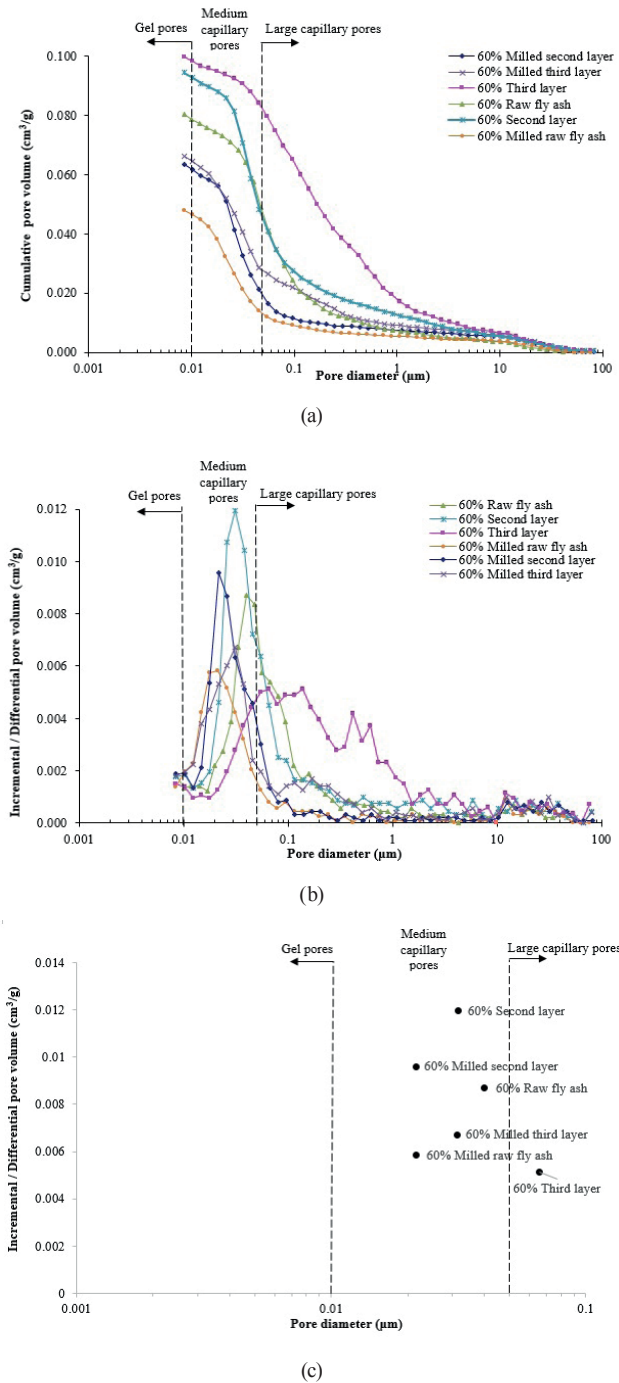 Medium
capillary
pores
Gel pores
Large capillary pores
0.100
0.080
0.060
0.040
0.020
0.000
Cumulative pore volume (cm³/g)
60% Milled second layer
60% Milled third layer
60% Third layer
60% Raw fly ash
60% Second layer
60% Milled raw fly ash
0.001
0.01
0.1
1
10
100
Pore diameter (µm)
(a)
Medium
capillary
pores
Gel pores
Large capillary pores
0.012
0.010
0.008
0.006
0.004
0.002
0.000
Incremental / Differential pore volume (cm³/g)
60% Raw fly ash
60% Second layer
60% Third layer
60% Milled raw fly ash
60% Milled second layer
60% Milled third layer
0.001
0.01
0.1
1
10
100
Pore diameter (µm)
(b)
Medium
capillary
pores
Gel pores
Large capillary pores
0.014
0.012
0.01
0.008
0.006
0.004
0.002
0
Incremental / Differential pore volume (cm³/g)
60% Second layer
60% Milled second layer
60% Raw fly ash
60% Milled third layer
60% Milled raw fly ash
60% Third layer
0.001
0.01
0.1
Pore diameter (µm)
(c)